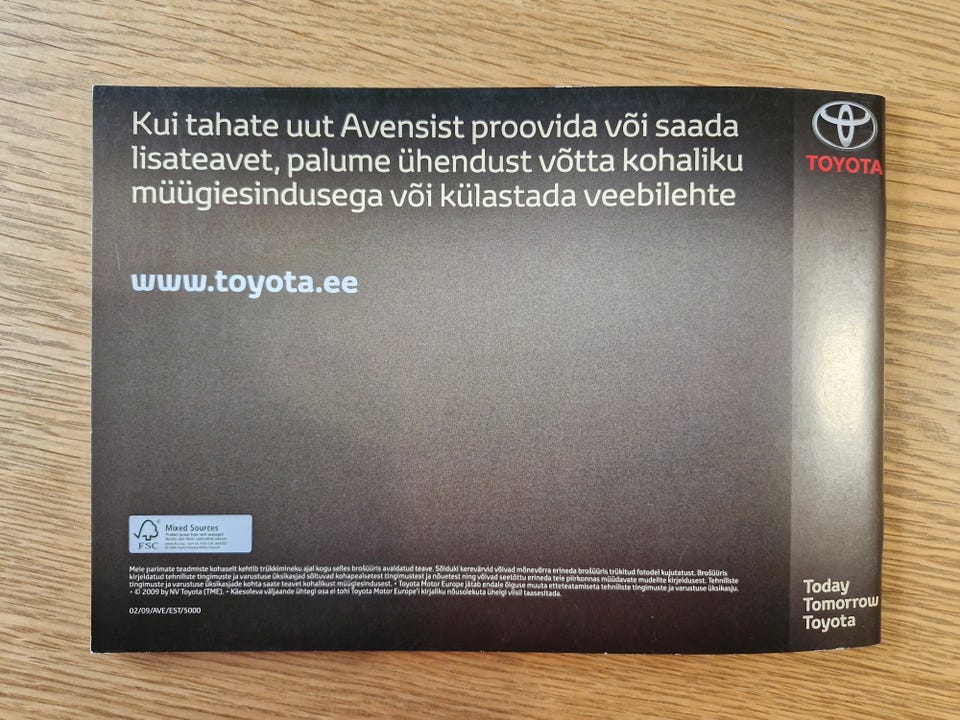 Kui tahate uut Avensist proovida või saada
lisateavet, palume ühendust võtta kohaliku
müügiesindusega või külastada veebilehte
www.toyota.ee
TOYOTA
FSC
Mixed Sources
Meie parimate teadmiste kohaselt kehtib trükkimineku ajal kogu selles brošüüris avaldatud teave. Sõiduki kerevärvid võivad mõnevõrra erineda brošüüris trükitud fotodel kujutatust. Brošüüris
kirjeldatud tehniliste tingimuste ja varustuse üksikasjad sõltuvad kohapealsetest tingimustest ja nõuetest ning võivad seetõttu erineda teie piirkonnas müüdavate mudelite kirjeldusest. Tehniliste
tingimuste ja varustuse üksikasjade kohta saate teavet kohalikust müügiesindusest. • Toyota Motor Europe jätab endale õiguse muuta etteteatamiseta tehniliste tingimuste ja varustuse üksikasju.
• © 2009 by NV Toyota (TME). • Käesoleva väljaande ühtegi osa ei tohi Toyota Motor Europe'i kirjaliku nõusolekuta ühelgi viisil taasesitada.
02/09/AVE/EST/5000
Today
Tomorrow
Toyota